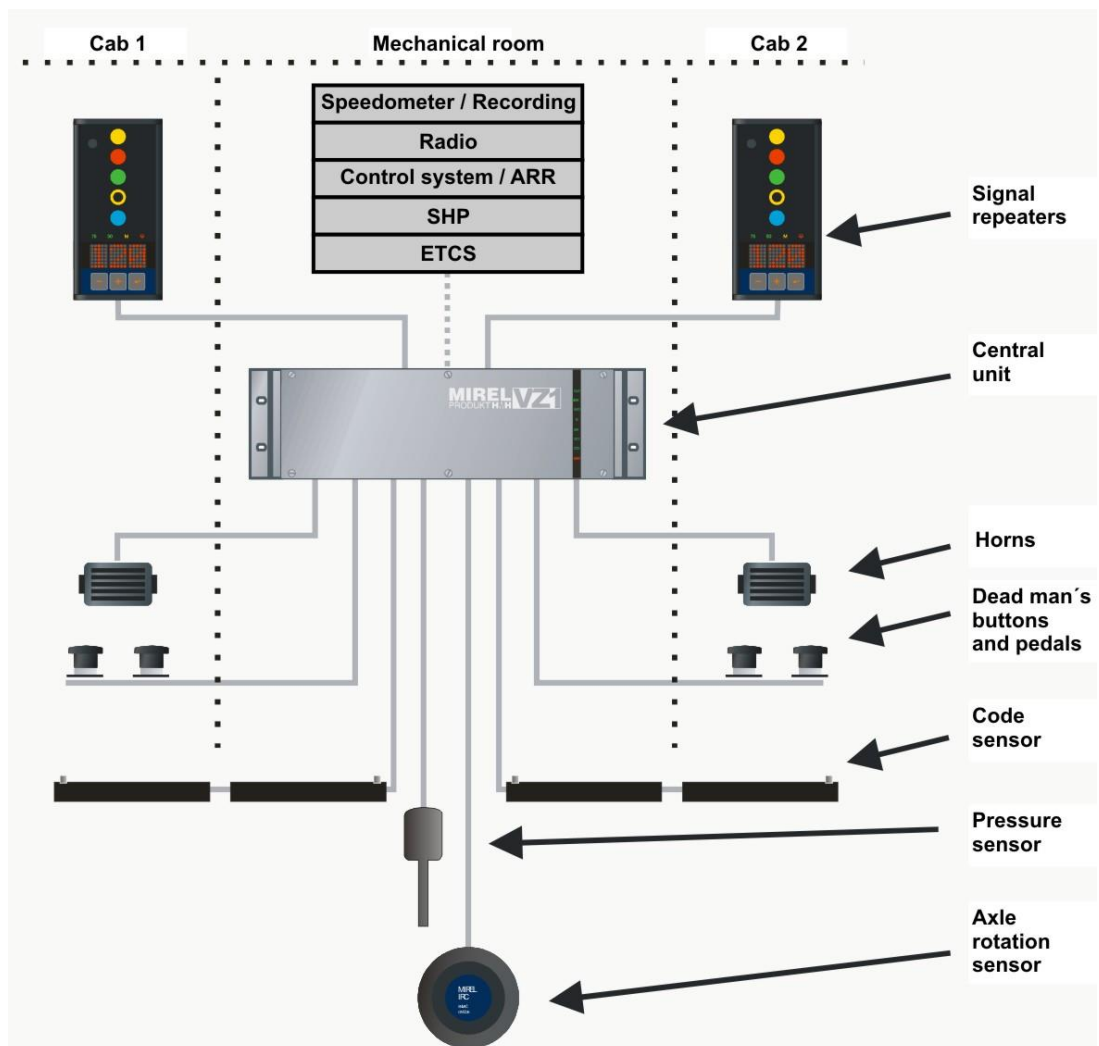 Cab 1
Mechanical room
Cab 2
Speedometer / Recording
Radio
Control system / ARR
SHP
ETCS
Signal
repeaters
Central
unit
MIREL VZ1
PRODUKT HMH
Horns
Dead man´s
buttons
and pedals
Code
sensor
Pressure
sensor
Axle
rotation
sensor
MIREL
IRC